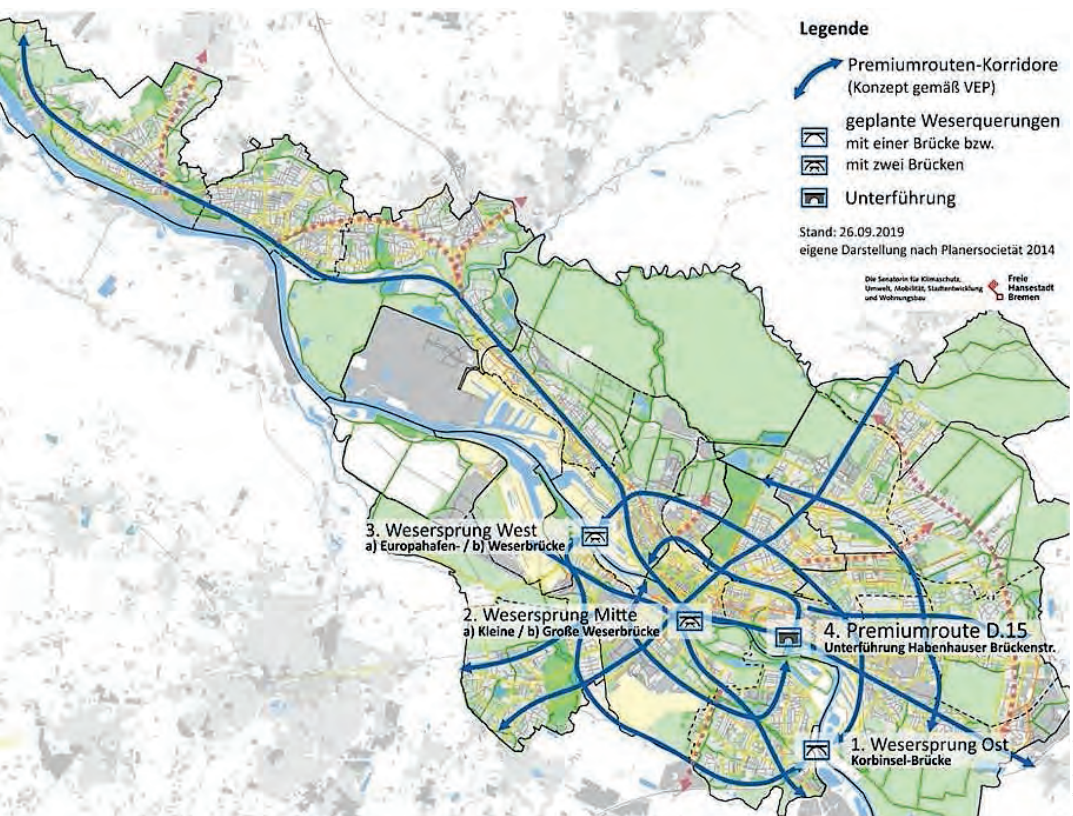 Legende
Premiumrouten-Korridore
(Konzept gemäß VEP)
geplante Weserquerungen
mit einer Brücke bzw.
mit zwei Brücken
Unterführung
Stand: 26.09.2019
eigene Darstellung nach Planersocietät 2014
Die Senatorin für Klimaschutz,
Umwelt, Mobilität, Stadtentwicklung
und Wohnungsbau
Freie
Hansestadt
Bremen
3. Wesersprung West
a) Europahafen- / b) Weserbrücke
2. Wesersprung Mitte
a) Kleine / b) Große Weserbrücke
4. Premiumroute D.15
Unterführung Habenhauser Brückenstr.
1. Wesersprung Ost
Korbinsel-Brücke